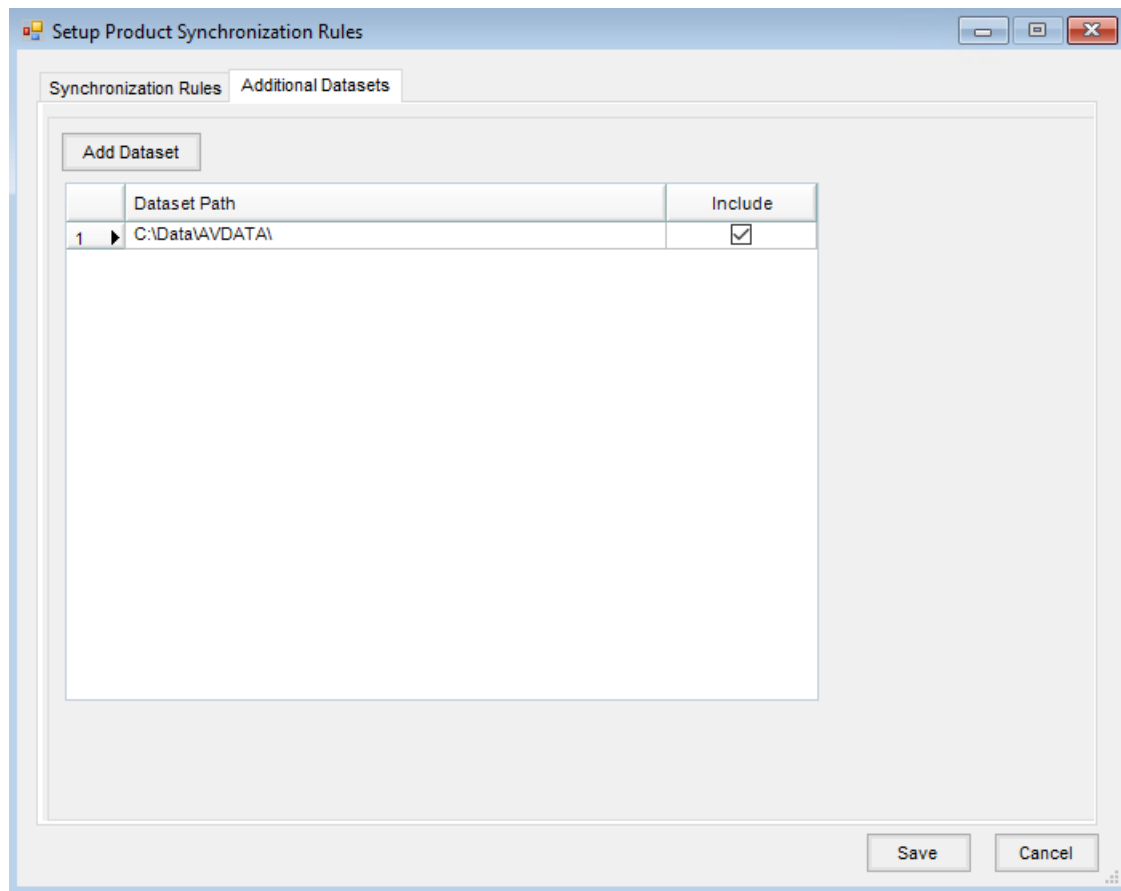 Setup Product Synchronization Rules
Synchronization Rules Additional Datasets
Add Dataset
Dataset Path Include
1 C:\Data\AVDATA\
Save Cancel